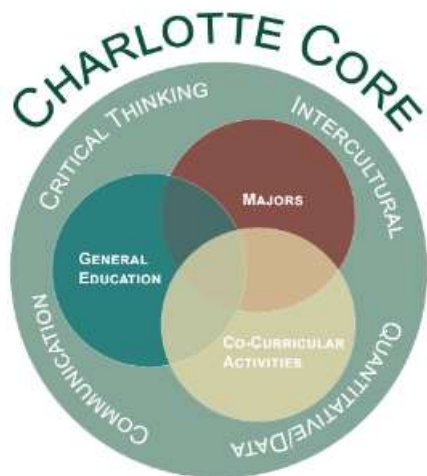 CHARLOTTE CORE
CRITICAL THINKING
INTERCULTURAL
MAJORS
GENERAL
EDUCATION
CO-CURRICULAR
ACTIVITIES
COMMUNICATION
QUANTITATIVE/DATA